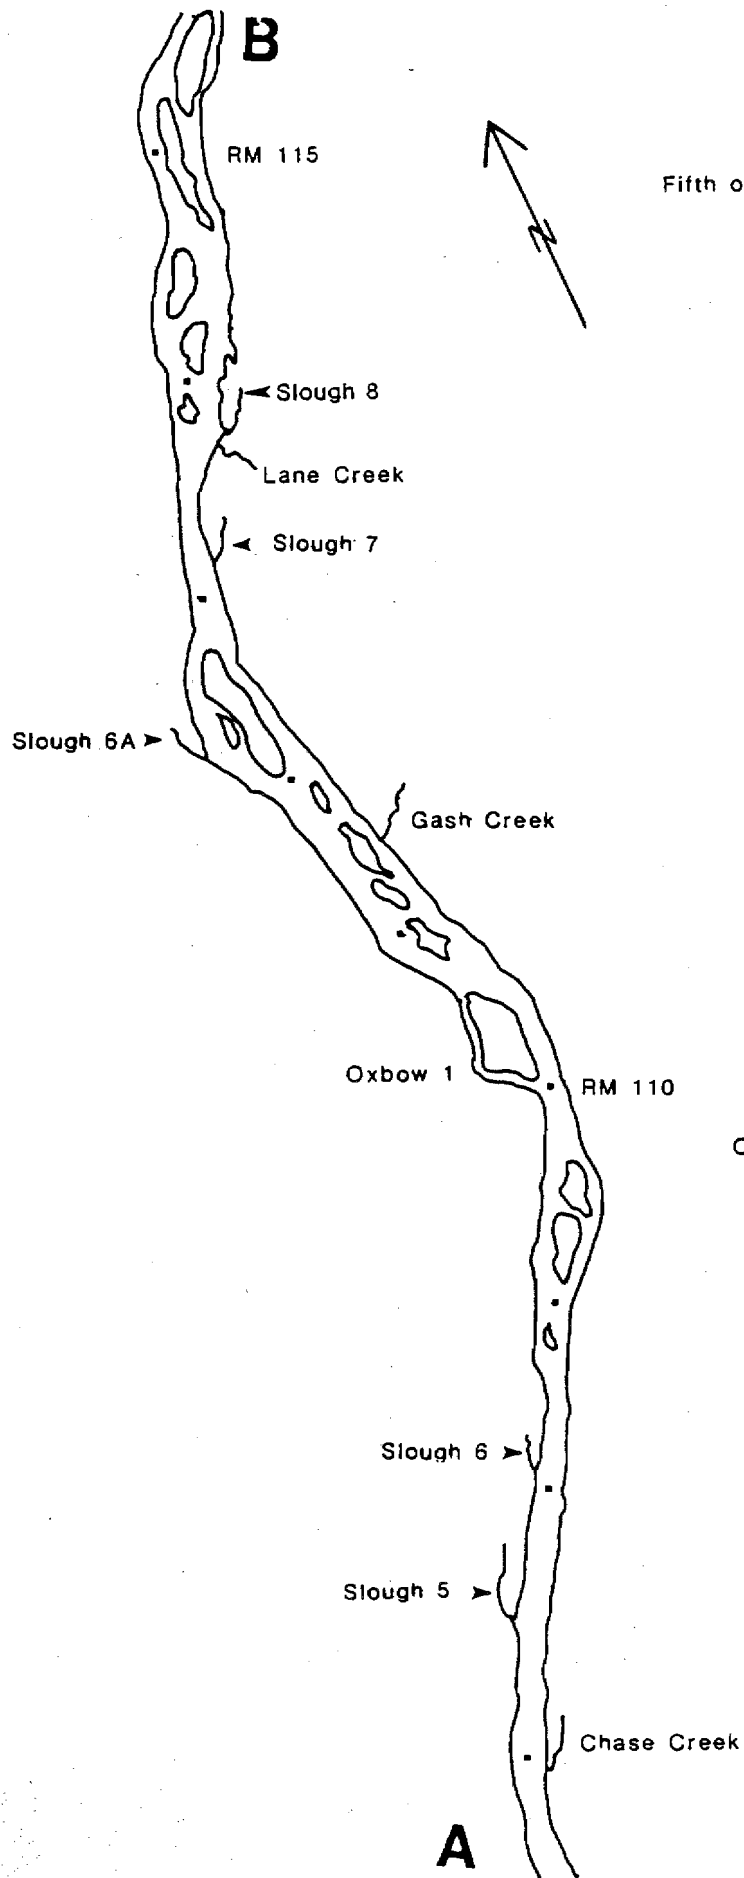 B
RM 115
Fifth o
Slough 8
Lane Creek
Slough 7
Slough 6A
Gash Creek
Oxbow 1
RM 110
Slough 6
Slough 5
Chase Creek
A